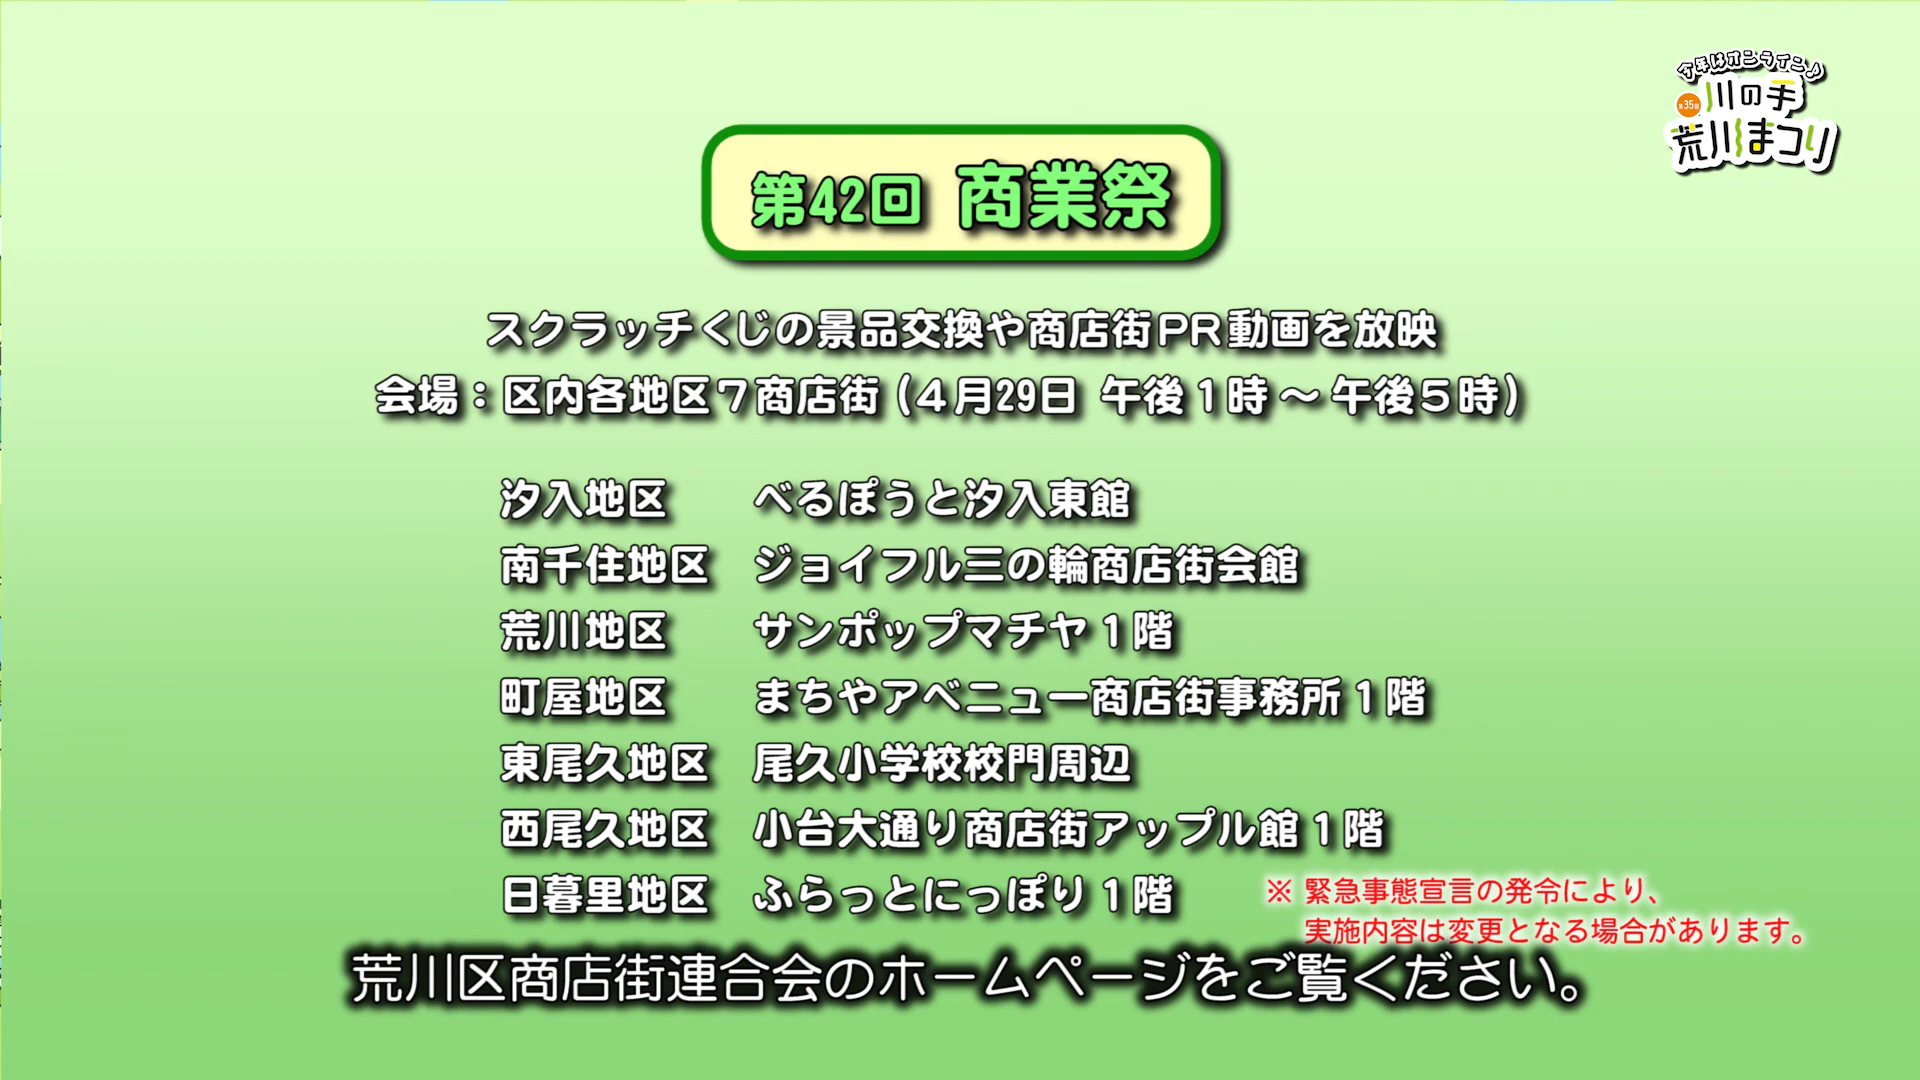 今年はオンライン♪
第35回 川の手
荒川まつり
第42回 商業祭
スクラッチくじの景品交換や商店街PR動画を放映
会場：区内各地区７商店街（４月29日 午後１時～午後５時）
汐入地区 べるぽうと汐入東館
南千住地区 ジョイフル三の輪商店街会館
荒川地区 サンポップマチヤ１階
町屋地区 まちやアベニュー商店街事務所１階
東尾久地区 尾久小学校校門周辺
西尾久地区 小台大通り商店街アップル館１階
日暮里地区 ふらっとにっぽり１階
※ 緊急事態宣言の発令により、
実施内容は変更となる場合があります。
荒川区商店街連合会のホームページをご覧ください。